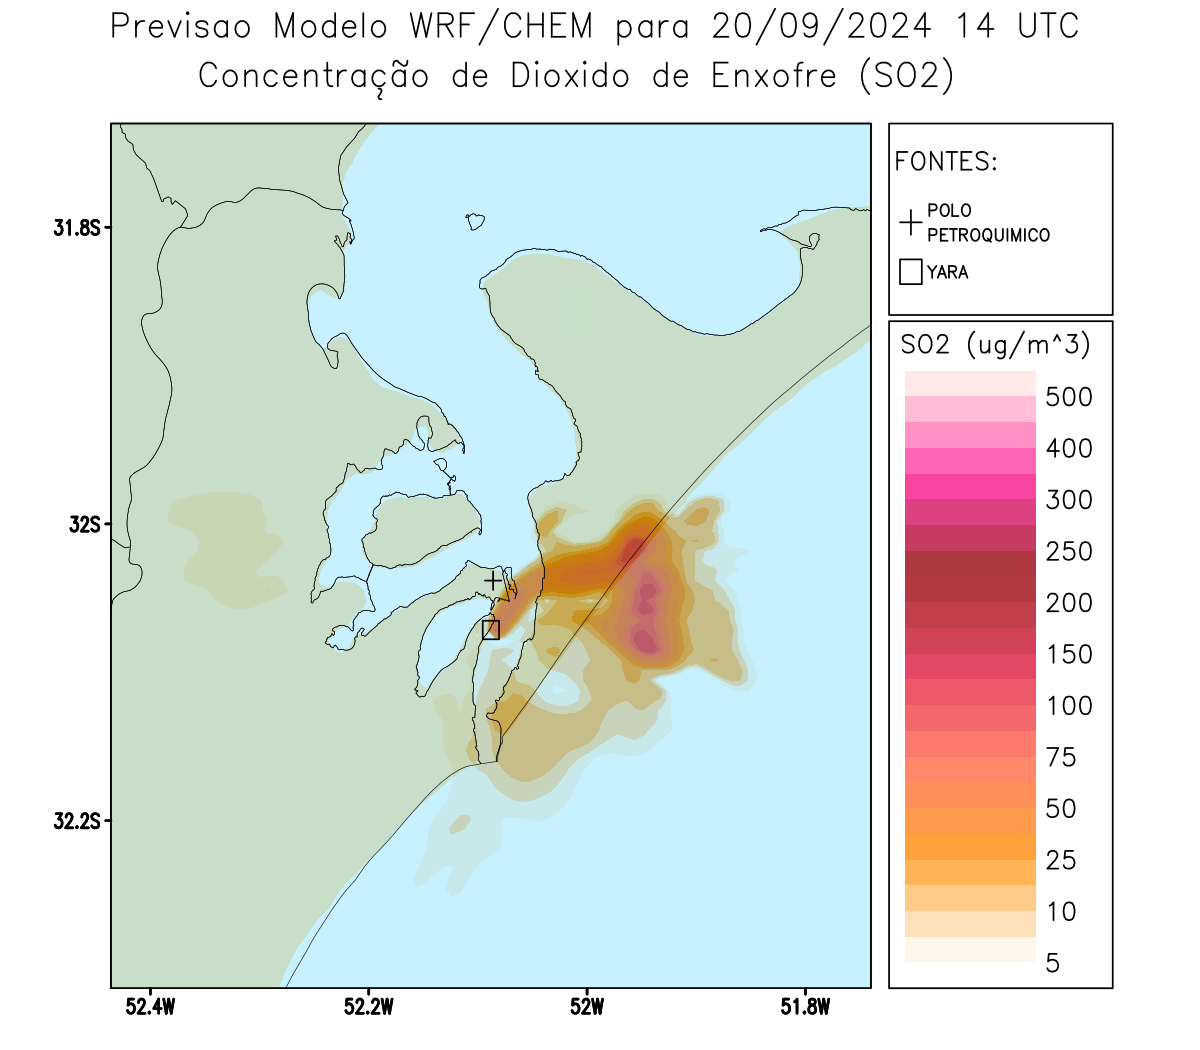 Previsao Modelo WRF/CHEM para 20/09/2024 14 UTC
Concentração de Dioxido de Enxofre (SO2)
FONTES:
POLO
PETROQUIMICO
YARA
SO2 (ug/m^3)
500
400
300
250
200
150
100
75
50
25
10
5
31.8S
32S
32.2S
52.4W
52.2W
52W
51.8W